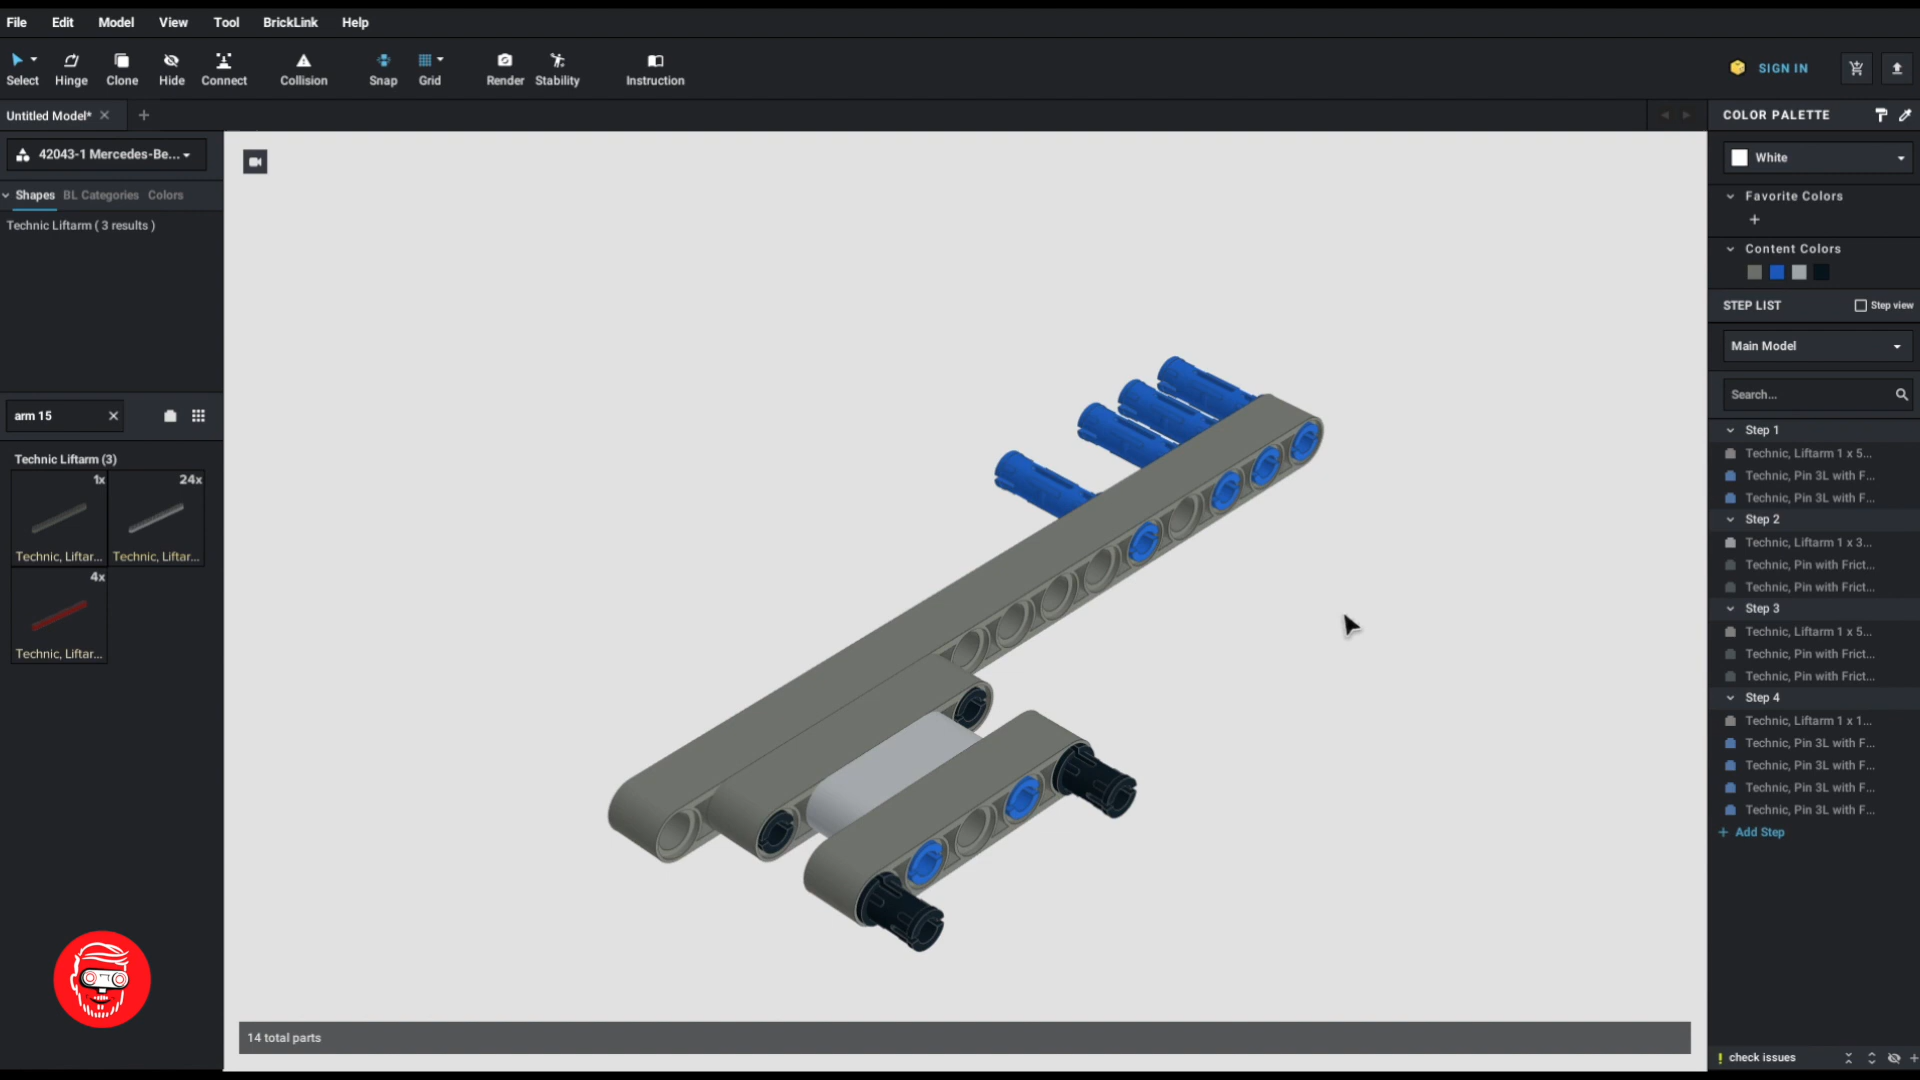 File Edit Model View Tool BrickLink Help
Select Hinge Clone Hide Connect Collision Snap Grid Render Stability Instruction
SIGN IN
Untitled Model*
42043-1 Mercedes-Be...
Shapes BL Categories Colors
Technic Liftarm ( 3 results )
arm 15
Technic Liftarm (3)
1x 24x
Technic, Liftar... Technic, Liftar...
4x
Technic, Liftar...
14 total parts
COLOR PALETTE
White
Favorite Colors
Content Colors
STEP LIST Step view
Main Model
Search...
Step 1
Technic, Liftarm 1 x 5...
Technic, Pin 3L with F...
Technic, Pin 3L with F...
Step 2
Technic, Liftarm 1 x 3...
Technic, Pin with Frict...
Technic, Pin with Frict...
Step 3
Technic, Liftarm 1 x 5...
Technic, Pin with Frict...
Technic, Pin with Frict...
Step 4
Technic, Liftarm 1 x 1...
Technic, Pin 3L with F...
Technic, Pin 3L with F...
Technic, Pin 3L with F...
Technic, Pin 3L with F...
+ Add Step
! check issues